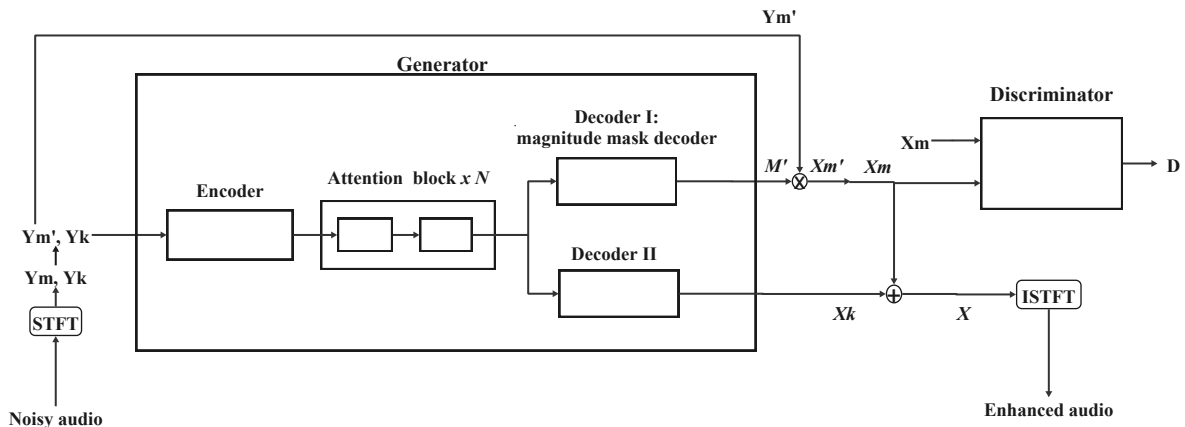 Ym'
Generator
Discriminator
Decoder I:
magnitude mask decoder
Xm
M'
Xm'
Xm
D
Encoder
Attention block x N
Ym', Yk
Decoder II
Ym, Yk
Xk
X
ISTFT
STFT
Noisy audio
Enhanced audio